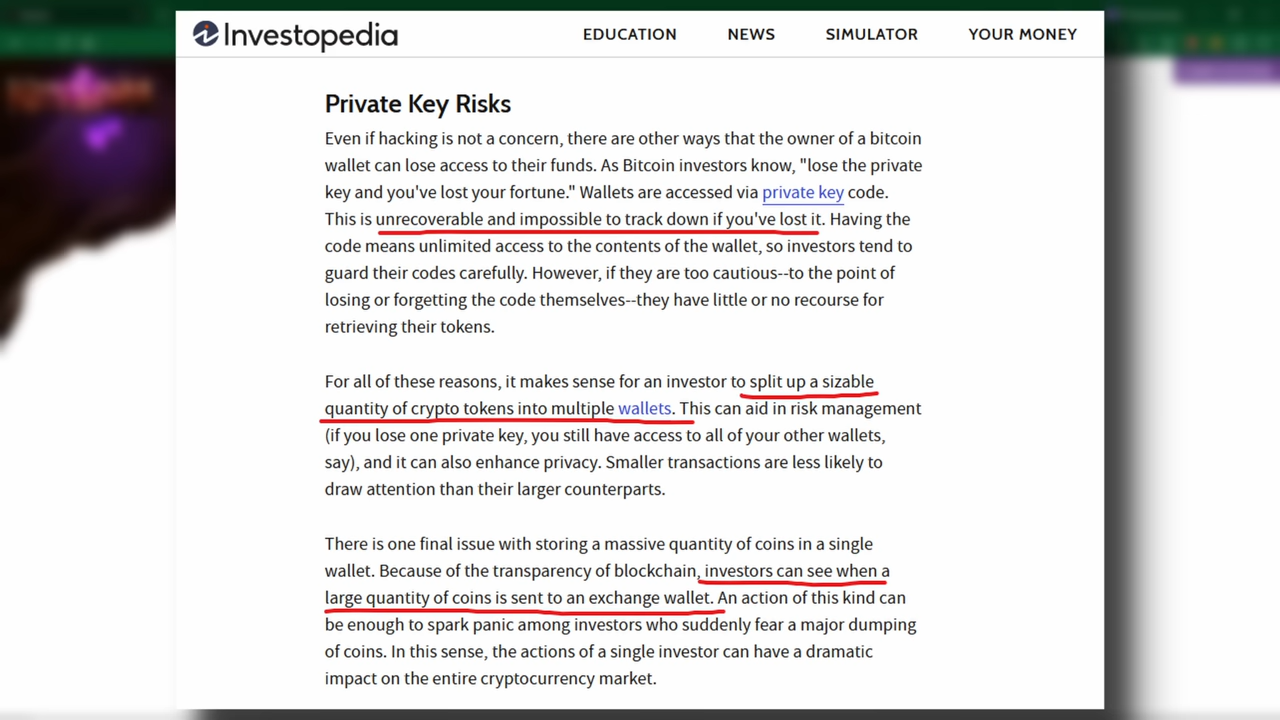 Investopedia
EDUCATION NEWS SIMULATOR YOUR MONEY
Private Key Risks
Even if hacking is not a concern, there are other ways that the owner of a bitcoin
wallet can lose access to their funds. As Bitcoin investors know, "lose the private
key and you've lost your fortune." Wallets are accessed via private key code.
This is unrecoverable and impossible to track down if you've lost it. Having the
code means unlimited access to the contents of the wallet, so investors tend to
guard their codes carefully. However, if they are too cautious--to the point of
losing or forgetting the code themselves--they have little or no recourse for
retrieving their tokens.
For all of these reasons, it makes sense for an investor to split up a sizable
quantity of crypto tokens into multiple wallets. This can aid in risk management
(if you lose one private key, you still have access to all of your other wallets,
say), and it can also enhance privacy. Smaller transactions are less likely to
draw attention than their larger counterparts.
There is one final issue with storing a massive quantity of coins in a single
wallet. Because of the transparency of blockchain, investors can see when a
large quantity of coins is sent to an exchange wallet. An action of this kind can
be enough to spark panic among investors who suddenly fear a major dumping
of coins. In this sense, the actions of a single investor can have a dramatic
impact on the entire cryptocurrency market.